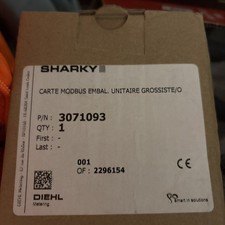 SHARKY
CARTE MODBUS EMBAL. UNITAIRE GROSSISTE/O
P/N : 3071093
QTY : 1
First : -
Last : -
001
OF : 2296154
CE
DIEHL
Metering